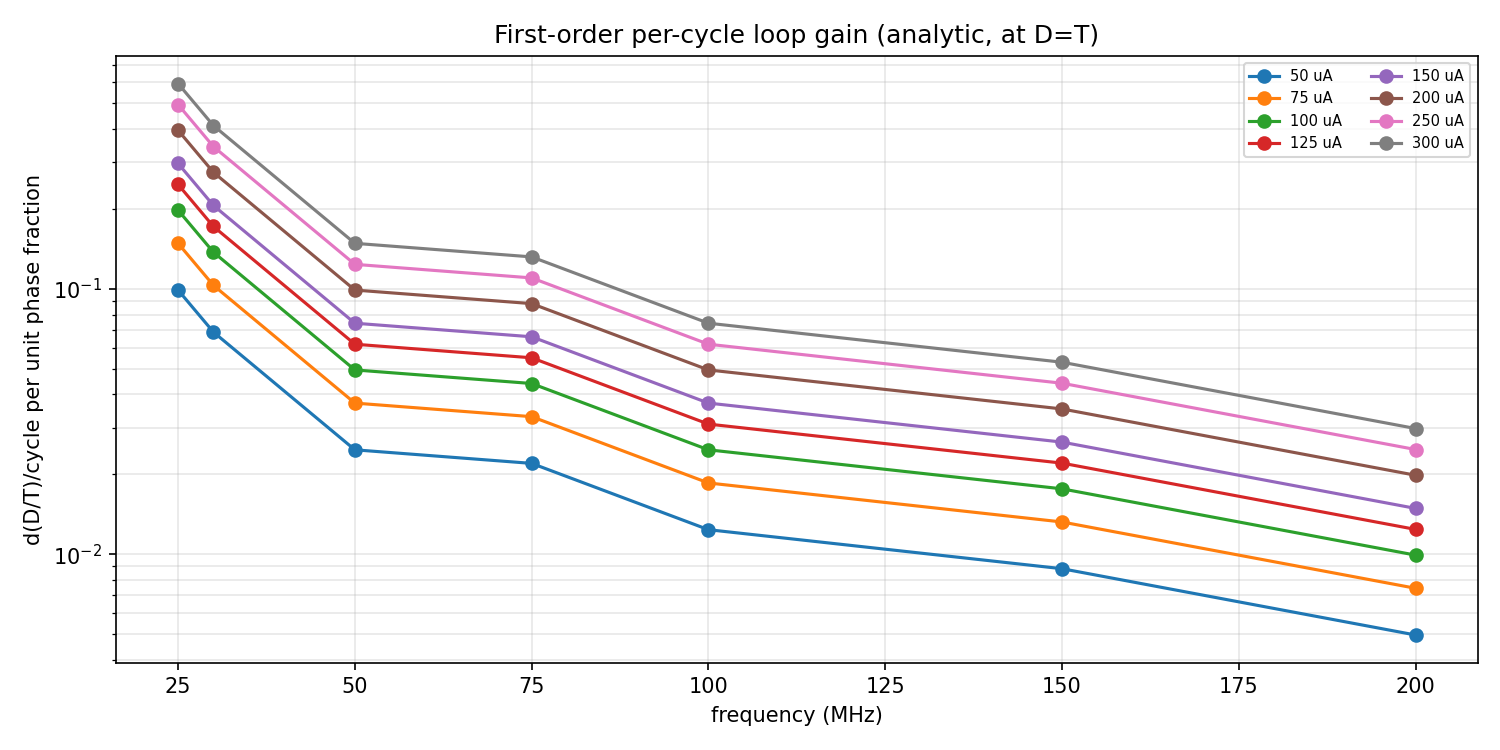 First-order per-cycle loop gain (analytic, at D=T)
d(D/T)/cycle per unit phase fraction
10⁻¹
10⁻²
50 uA
75 uA
100 uA
125 uA
150 uA
200 uA
250 uA
300 uA
25 50 75 100 125 150 175 200
frequency (MHz)